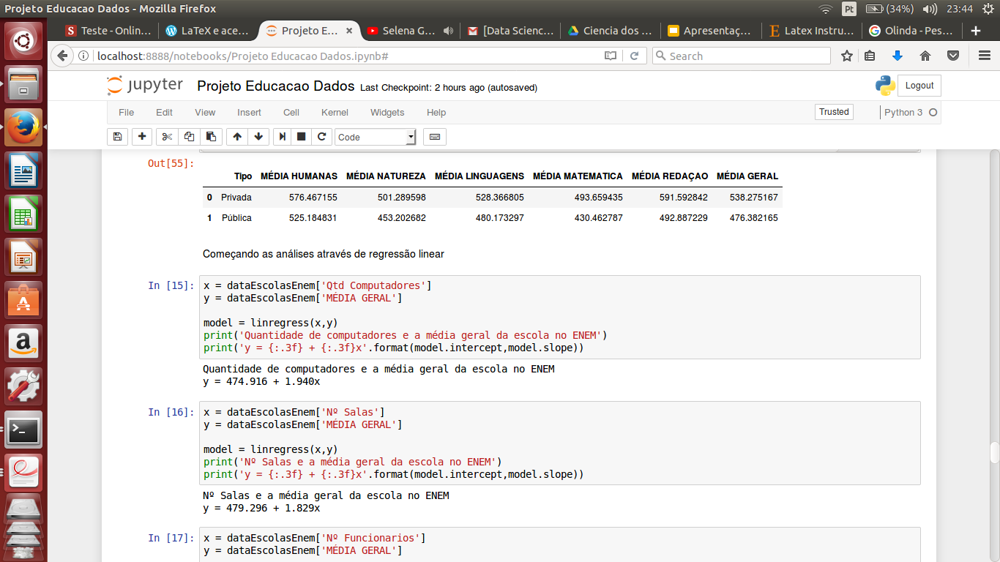 Projeto Educacao Dados - Mozilla Firefox
Pt (34%) 23:44
Teste - Onlin... LaTeX e ace... Projeto E... × Selena G... [Data Scienc... Ciencia dos ... Apresentaç... Latex Instru... Olinda - Pes...
localhost:8888/notebooks/Projeto Educacao Dados.ipynb# Search
jupyter Projeto Educacao Dados Last Checkpoint: 2 hours ago (autosaved) Logout
File Edit View Insert Cell Kernel Widgets Help Trusted Python 3
Code
Out[55]:
Tipo MÉDIA HUMANAS MÉDIA NATUREZA MÉDIA LINGUAGENS MÉDIA MATEMATICA MÉDIA REDAÇAO MÉDIA GERAL
0 Privada 576.467155 501.289598 528.366805 493.659435 591.592842 538.275167
1 Pública 525.184831 453.202682 480.173297 430.462787 492.887229 476.382165
Começando as análises através de regressão linear
In [15]: x = dataEscolasEnem['Qtd Computadores']
y = dataEscolasEnem['MÉDIA GERAL']
model = linregress(x,y)
print('Quantidade de computadores e a média geral da escola no ENEM')
print('y = {:.3f} + {:.3f}x'.format(model.intercept,model.slope))
Quantidade de computadores e a média geral da escola no ENEM
y = 474.916 + 1.940x
In [16]: x = dataEscolasEnem['Nº Salas']
y = dataEscolasEnem['MÉDIA GERAL']
model = linregress(x,y)
print('Nº Salas e a média geral da escola no ENEM')
print('y = {:.3f} + {:.3f}x'.format(model.intercept,model.slope))
Nº Salas e a média geral da escola no ENEM
y = 479.296 + 1.829x
In [17]: x = dataEscolasEnem['Nº Funcionarios']
y = dataEscolasEnem['MÉDIA GERAL']